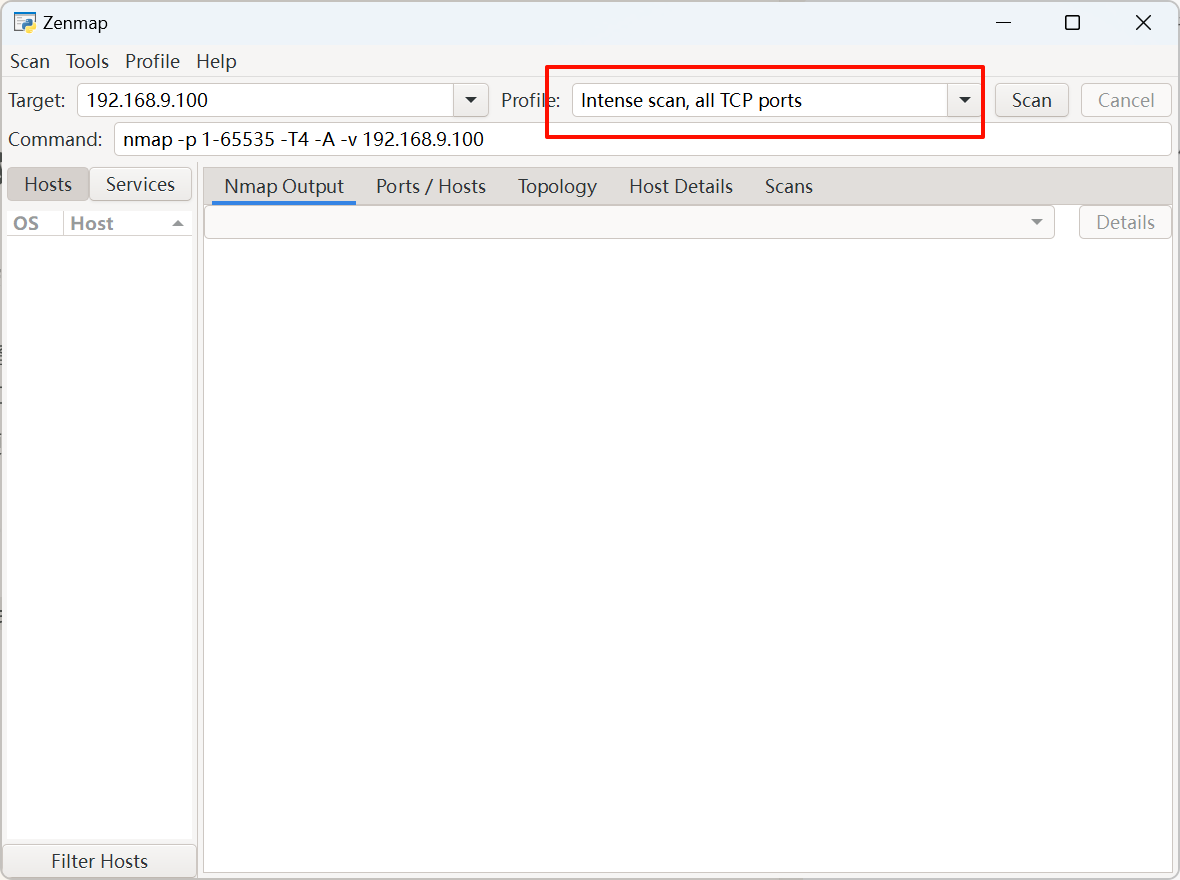 Zenmap
Scan Tools Profile Help
Target: 192.168.9.100 Profile: Intense scan, all TCP ports Scan Cancel
Command: nmap -p 1-65535 -T4 -A -v 192.168.9.100
Hosts Services Nmap Output Ports / Hosts Topology Host Details Scans
OS Host Details
Filter Hosts